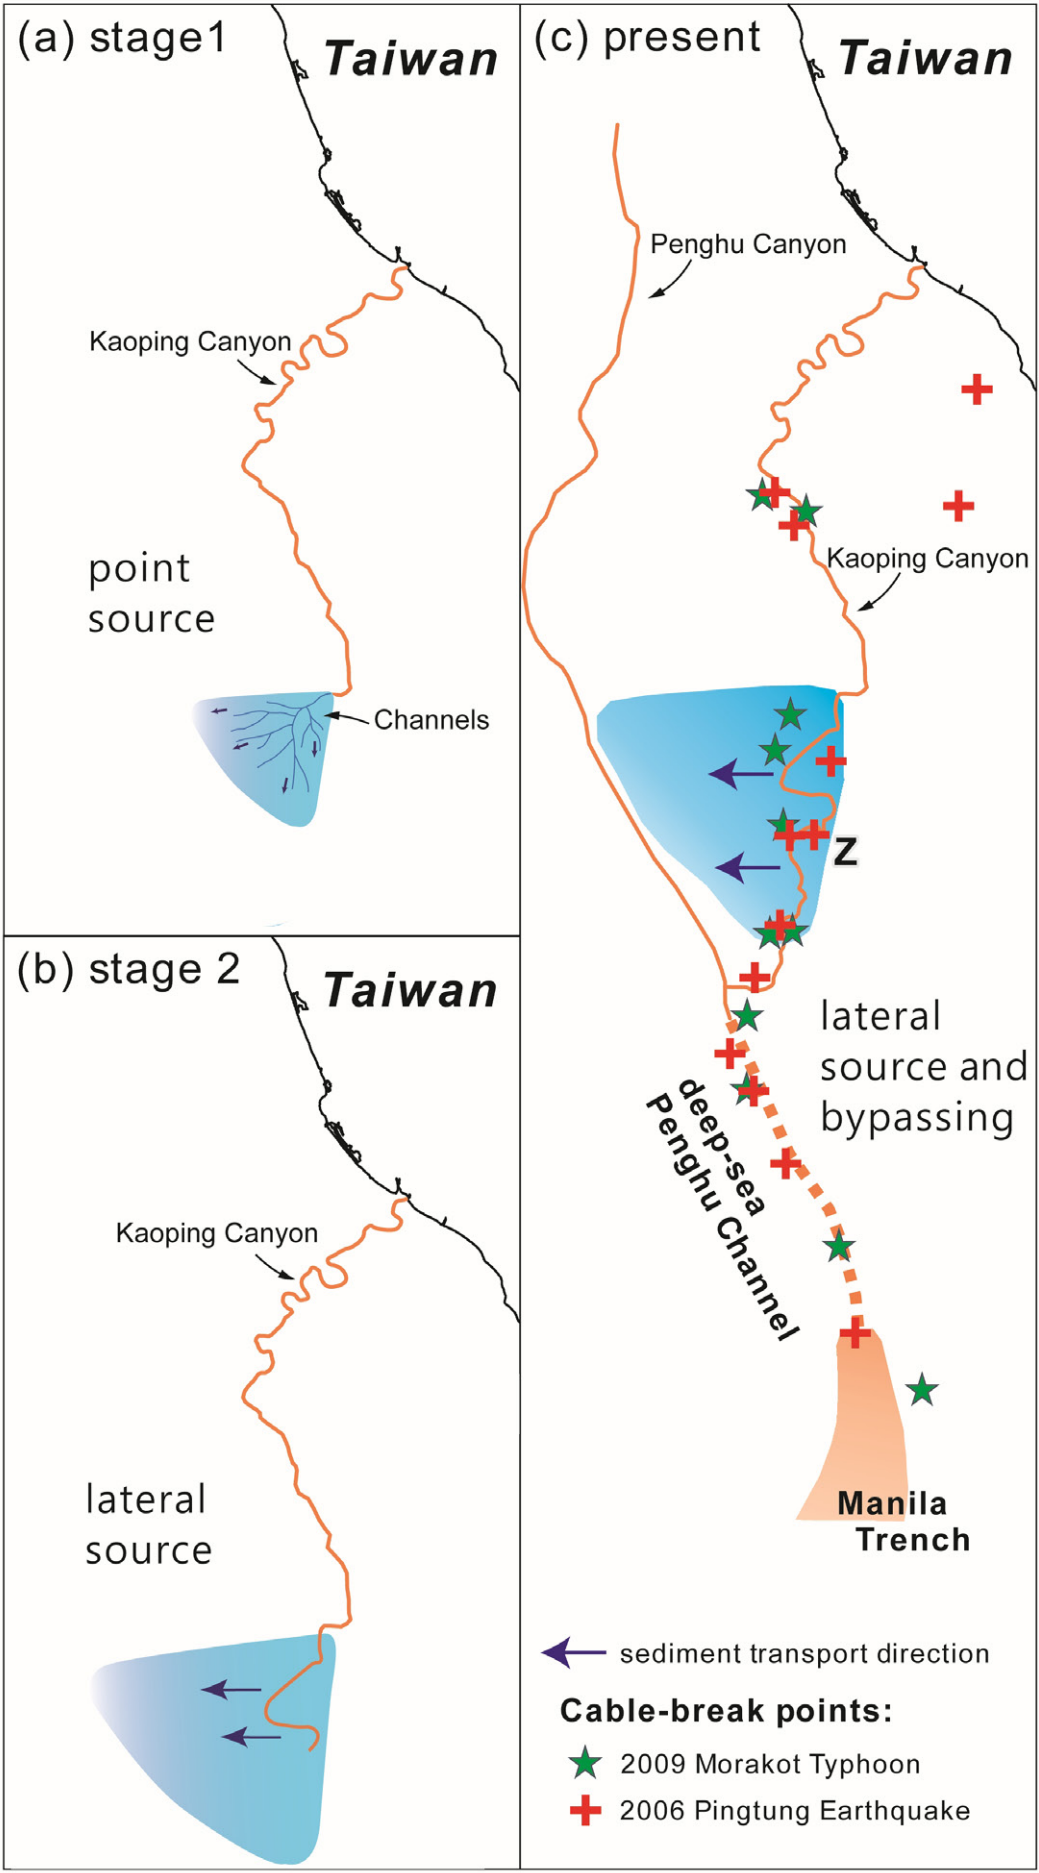 (a) stage1
Taiwan
Kaoping Canyon
point
source
Channels
(b) stage 2
Taiwan
Kaoping Canyon
lateral
source
(c) present
Taiwan
Penghu Canyon
Kaoping Canyon
Z
lateral
source and
bypassing
deep-sea
Penghu Channel
Manila
Trench
sediment transport direction
Cable-break points:
2009 Morakot Typhoon
2006 Pingtung Earthquake